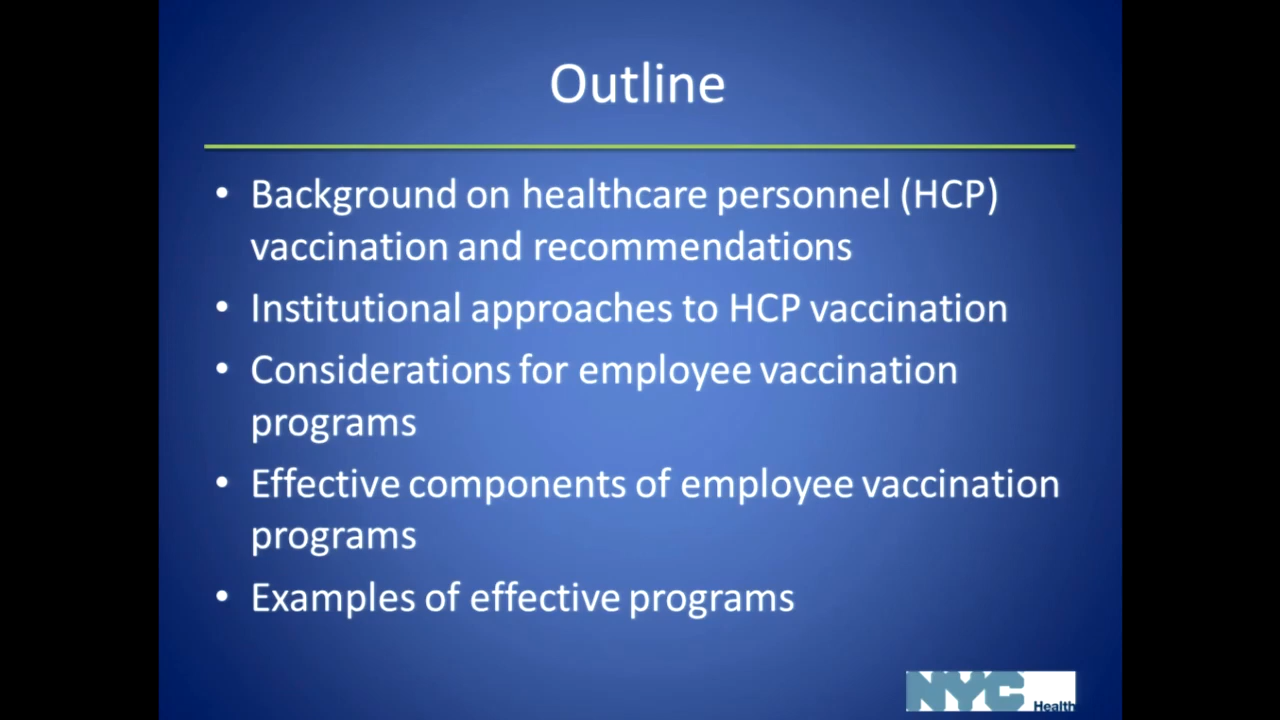 Outline
• Background on healthcare personnel (HCP)
vaccination and recommendations
• Institutional approaches to HCP vaccination
• Considerations for employee vaccination
programs
• Effective components of employee vaccination
programs
• Examples of effective programs
NYC
Health